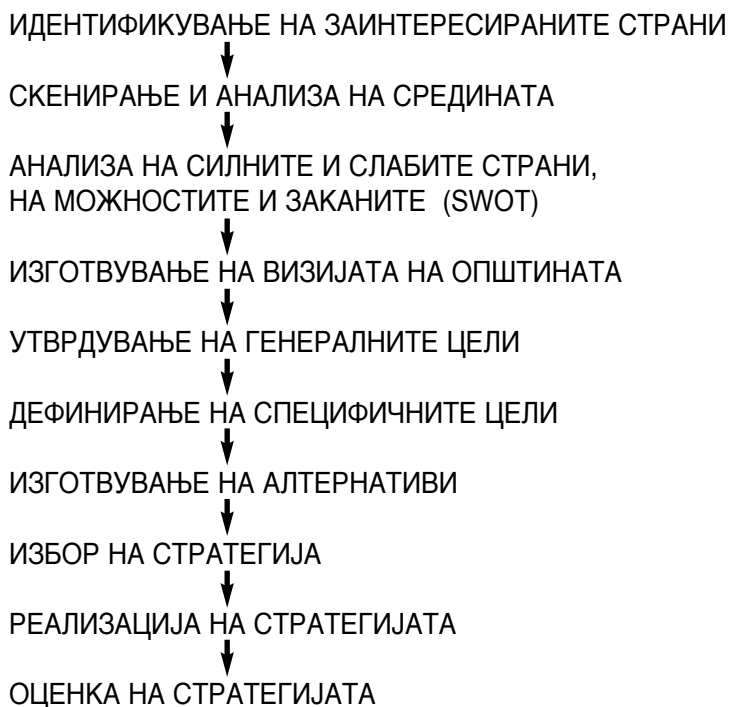 ИДЕНТИФИКУВАЊЕ НА ЗАИНТЕРЕСИРАНИТЕ СТРАНИ
СКЕНИРАЊЕ И АНАЛИЗА НА СРЕДИНАТА
АНАЛИЗА НА СИЛНИТЕ И СЛАБИТЕ СТРАНИ,
НА МОЖНОСТИТЕ И ЗАКАНИТЕ (SWOT)
ИЗГОТВУВАЊЕ НА ВИЗИЈАТА НА ОПШТИНАТА
УТВРДУВАЊЕ НА ГЕНЕРАЛНИТЕ ЦЕЛИ
ДЕФИНИРАЊЕ НА СПЕЦИФИЧНИТЕ ЦЕЛИ
ИЗГОТВУВАЊЕ НА АЛТЕРНАТИВИ
ИЗБОР НА СТРАТЕГИЈА
РЕАЛИЗАЦИЈА НА СТРАТЕГИЈАТА
ОЦЕНКА НА СТРАТЕГИЈАТА